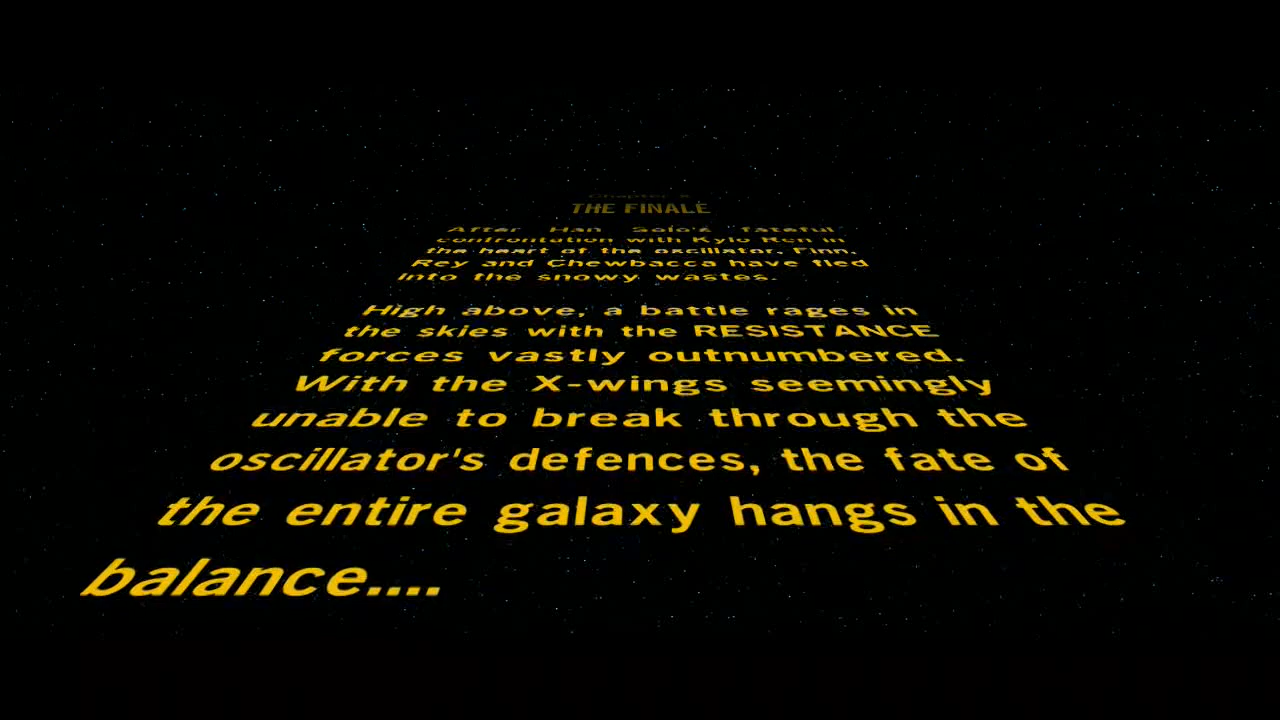 Chapter
THE FINALE
After Han Solo's fateful
confrontation with Kylo Ren in
the heart of the oscillator, Finn,
Rey and Chewbacca have fled
into the snowy wastes.
High above, a battle rages in
the skies with the RESISTANCE
forces vastly outnumbered.
With the X-wings seemingly
unable to break through the
oscillator's defences, the fate of
the entire galaxy hangs in the
balance....